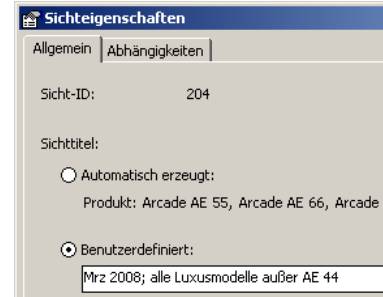 Sichteigenschaften
Allgemein Abhängigkeiten
Sicht-ID: 204
Sichttitel:
Automatisch erzeugt:
Produkt: Arcade AE 55, Arcade AE 66, Arcade
Benutzerdefiniert:
Mrz 2008; alle Luxusmodelle außer AE 44